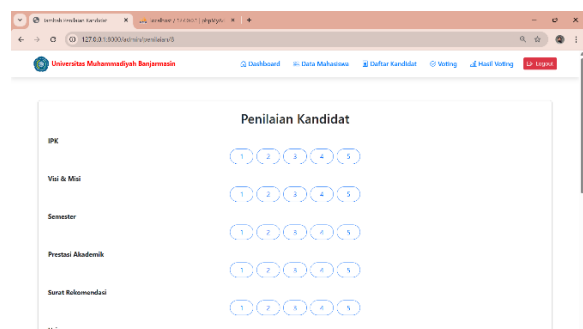 127.0.0.1:8000/admin/penilaian/8
Universitas Muhammadiyah Banjarmasin
Dashboard
Data Mahasiswa
Daftar Kandidat
Voting
Hasil Voting
Logout
Penilaian Kandidat
IPK
1 2 3 4 5
Visi & Misi
1 2 3 4 5
Semester
1 2 3 4 5
Prestasi Akademik
1 2 3 4 5
Surat Rekomendasi
1 2 3 4 5